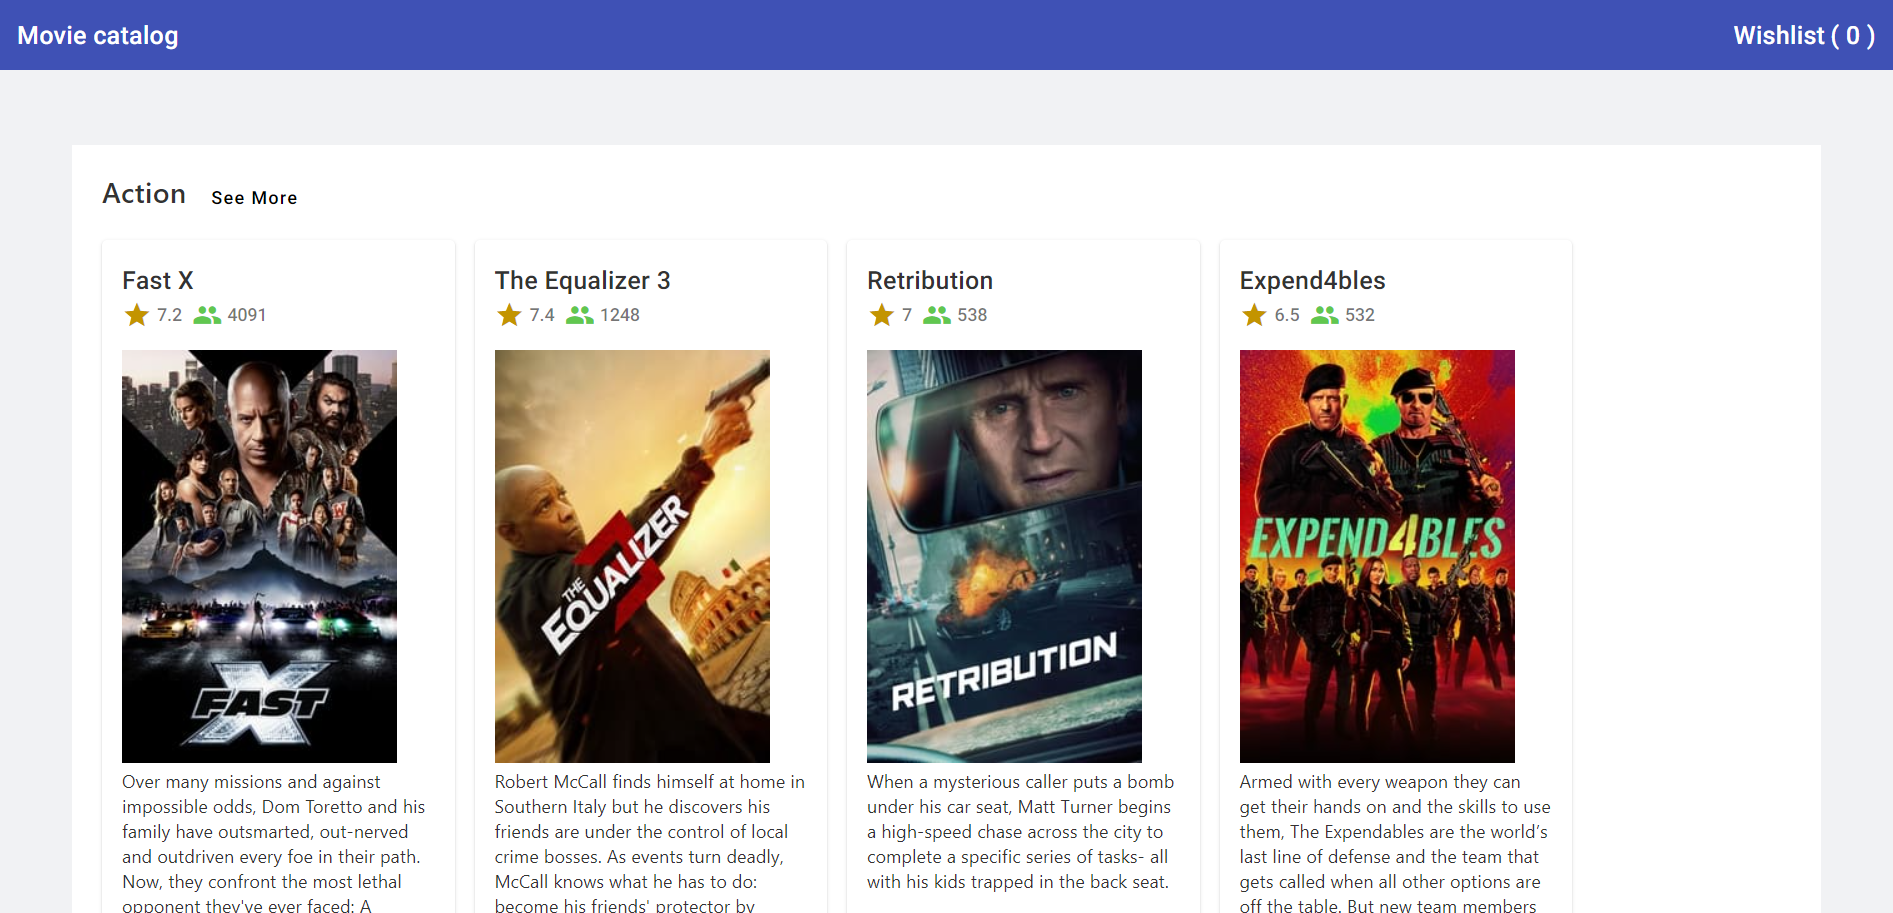 Movie catalog
Wishlist ( 0 )
Action See More
Fast X
7.2 4091
FAST X
Over many missions and against
impossible odds, Dom Toretto and his
family have outsmarted, out-nerved
and outdriven every foe in their path.
Now, they confront the most lethal
opponent they've ever faced: A
The Equalizer 3
7.4 1248
THE
EQUALIZER
3
Robert McCall finds himself at home in
Southern Italy but he discovers his
friends are under the control of local
crime bosses. As events turn deadly,
McCall knows what he has to do:
become his friends' protector by
Retribution
7 538
RETRIBUTION
When a mysterious caller puts a bomb
under his car seat, Matt Turner begins
a high-speed chase across the city to
complete a specific series of tasks- all
with his kids trapped in the back seat.
Expend4bles
6.5 532
EXPEND4BLES
Armed with every weapon they can
get their hands on and the skills to use
them, The Expendables are the world’s
last line of defense and the team that
gets called when all other options are
off the table. But new team members